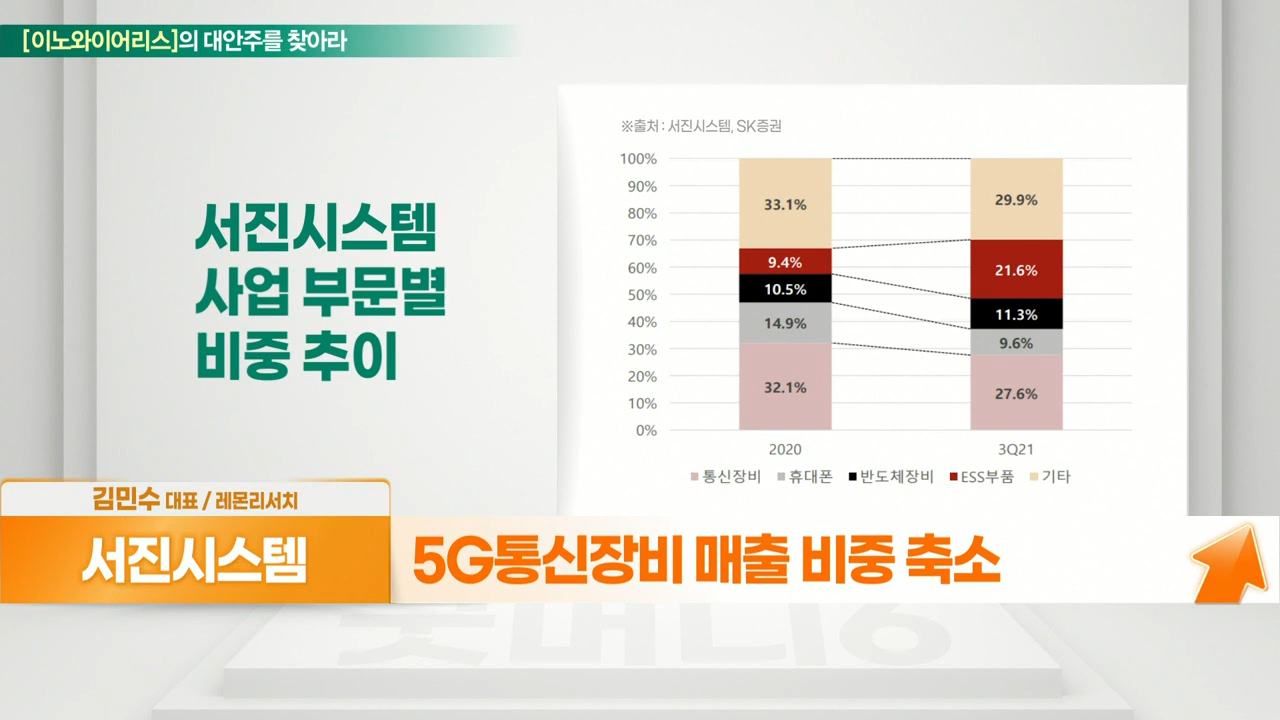 [이노와이어리스]의 대안주를 찾아라
서진시스템
사업 부문별
비중 추이
※출처 : 서진시스템, SK증권
100%
90%
80%
70%
60%
50%
40%
30%
20%
10%
0%
33.1%
9.4%
10.5%
14.9%
32.1%
29.9%
21.6%
11.3%
9.6%
27.6%
2020 3Q21
통신장비 휴대폰 반도체장비 ESS부품 기타
김민수 대표 / 레몬리서치
서진시스템
5G통신장비 매출 비중 축소